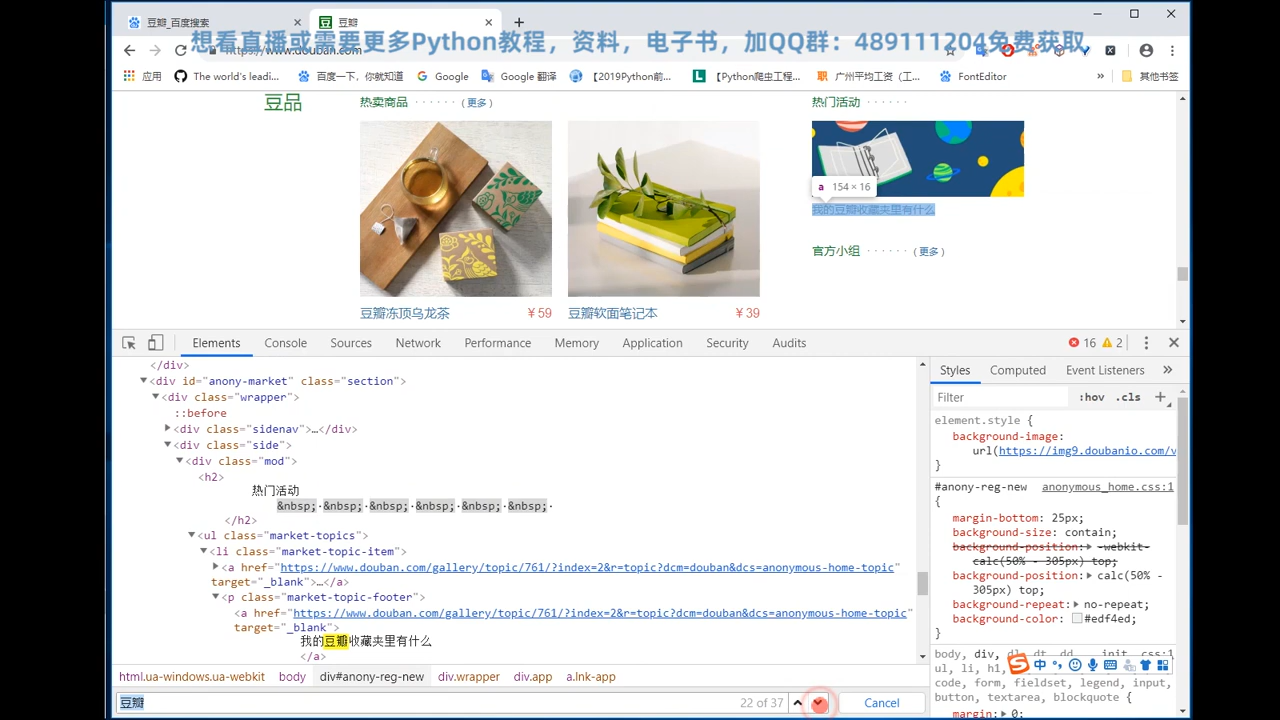 豆瓣_百度搜索
豆瓣
想看直播或需要更多Python教程，资料，电子书，加QQ群：489111204免费获取
https://www.douban.com
应用
The world's leadi...
百度一下，你就知道
Google
Google 翻译
【2019Python前...
【Python爬虫工程...
广州平均工资（工...
FontEditor
»
其他书签
豆品
热卖商品 · · · · · · ( 更多 )
热门活动 · · · · · ·
a 154 × 16
我的豆瓣收藏夹里有什么
官方小组 · · · · · · ( 更多 )
豆瓣冻顶乌龙茶 ￥59
豆瓣软面笔记本 ￥39
Elements Console Sources Network Performance Memory Application Security Audits
16 2
</div>
<div id="anony-market" class="section">
<div class="wrapper">
::before
<div class="sidenav">…</div>
<div class="side">
<div class="mod">
<h2>
热门活动
&nbsp;·&nbsp;·&nbsp;·&nbsp;·&nbsp;·&nbsp;·
</h2>
<ul class="market-topics">
<li class="market-topic-item">
<a href="https://www.douban.com/gallery/topic/761/?index=2&r=topic?dcm=douban&dcs=anonymous-home-topic"
target="_blank">…</a>
<p class="market-topic-footer">
<a href="https://www.douban.com/gallery/topic/761/?index=2&r=topic?dcm=douban&dcs=anonymous-home-topic"
target="_blank">
我的豆瓣收藏夹里有什么
</a>
html.ua-windows.ua-webkit body div#anony-reg-new div.wrapper div.app a.lnk-app
豆瓣 22 of 37 Cancel
Styles Computed Event Listeners »
Filter :hov .cls +
element.style {
background-image:
url(https://img9.doubanio.com/v
}
#anony-reg-new anonymous_home.css:1
{
margin-bottom: 25px;
background-size: contain;
background-position: -webkit-
calc(50% - 305px) top;
background-position: calc(50% -
305px) top;
background-repeat: no-repeat;
background-color: #edf4ed;
}
body, div, dl, dt, dd, _init_.css:1
ul, li, h1,
中
code, form, fieldset, legend, input,
button, textarea, blockquote {
margin: 0;